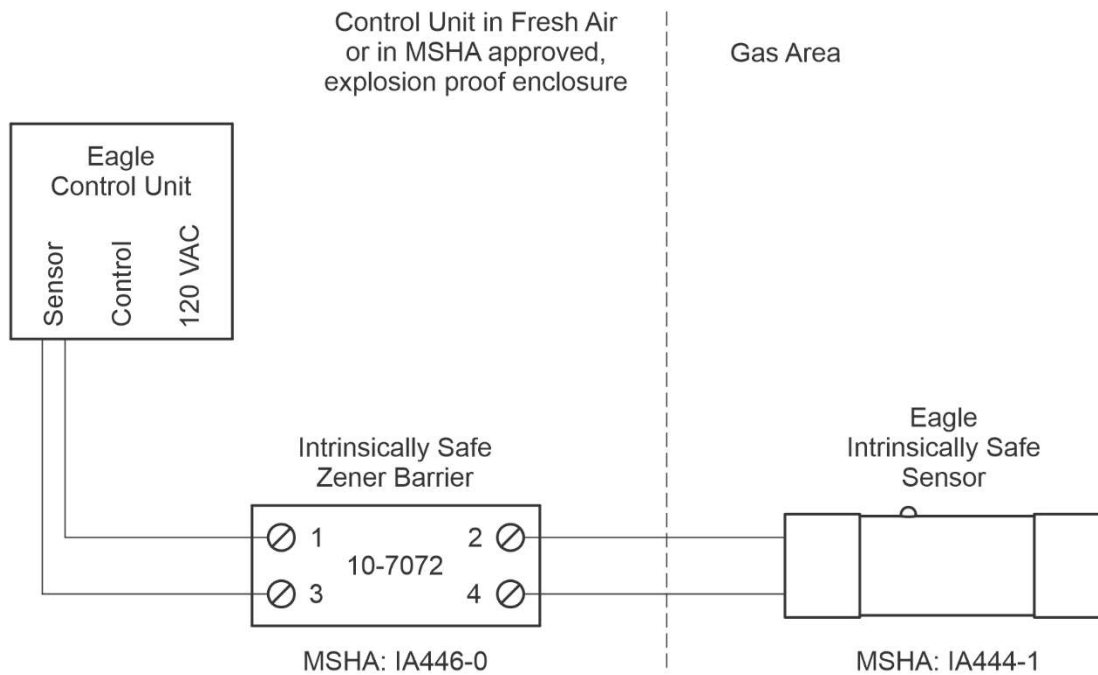 Control Unit in Fresh Air
or in MSHA approved,
explosion proof enclosure
Gas Area
Eagle
Control Unit
Sensor
Control
120 VAC
Intrinsically Safe
Zener Barrier
1
2
10-7072
3
4
MSHA: IA446-0
Eagle
Intrinsically Safe
Sensor
MSHA: IA444-1